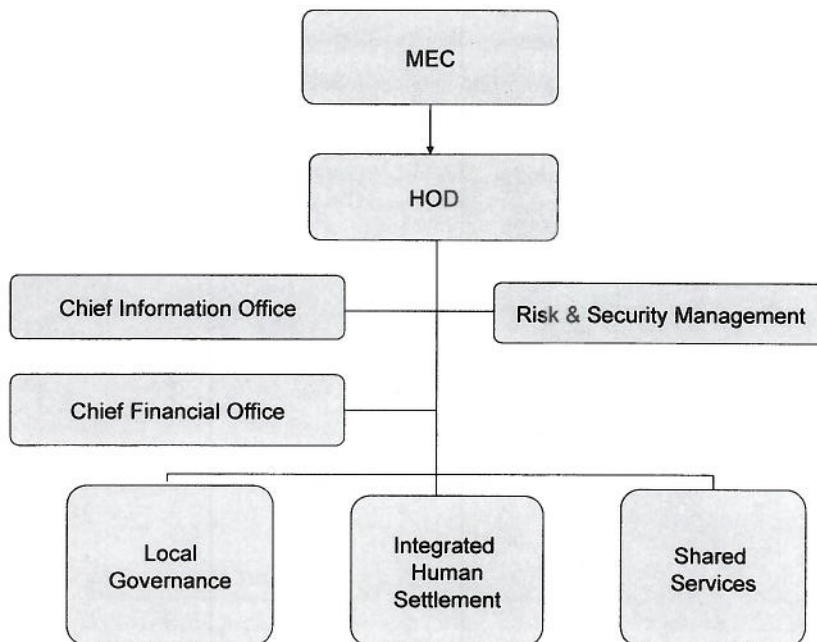 MEC
HOD
Chief Information Office
Risk & Security Management
Chief Financial Office
Local
Governance
Integrated
Human
Settlement
Shared
Services